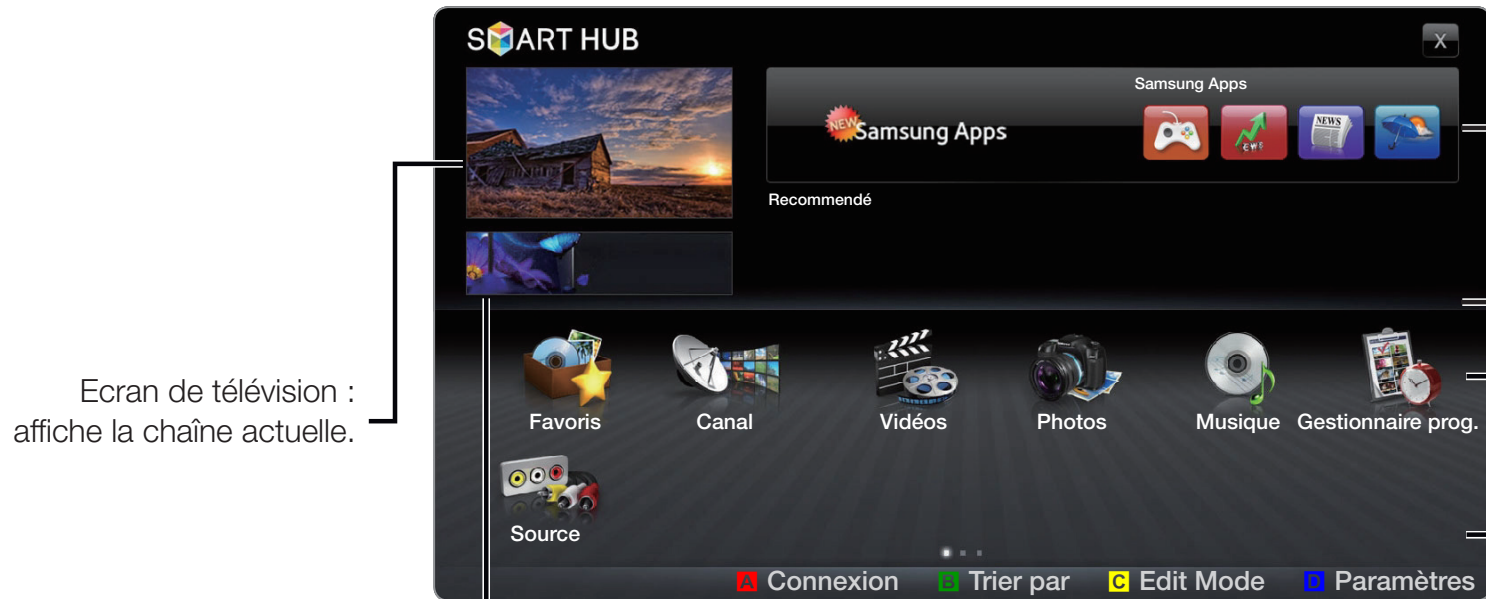 SMART HUB
X
Samsung Apps
NEW
Samsung Apps
NEWS
Recommendé
Ecran de télévision :
affiche la chaîne actuelle.
Favoris
Canal
Vidéos
Photos
Musique
Gestionnaire prog.
Source
A Connexion
B Trier par
C Edit Mode
D Paramètres